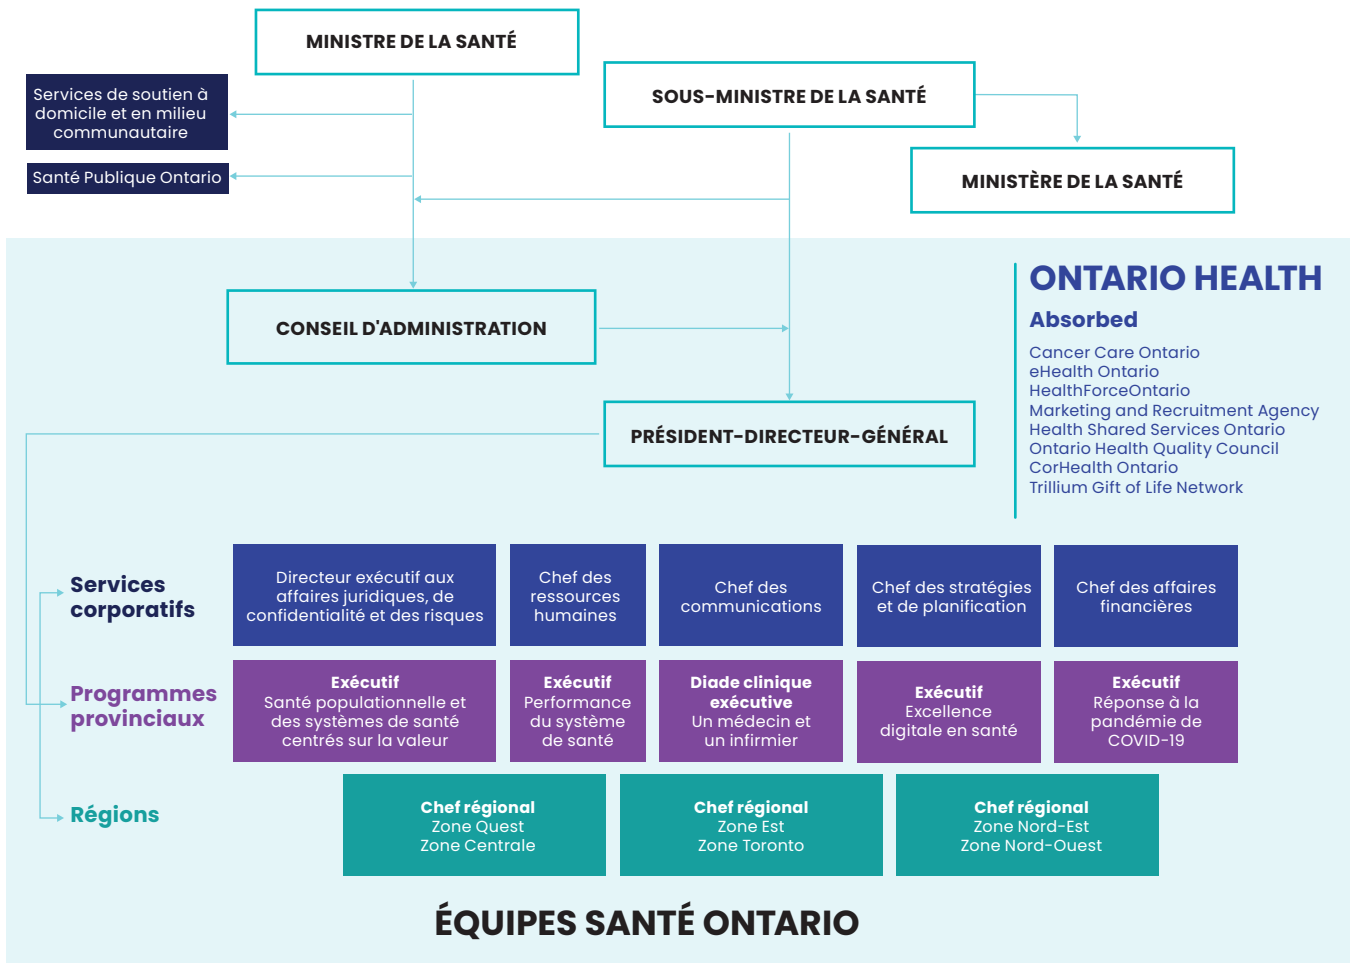 MINISTRE DE LA SANTÉ
Services de soutien à
domicile et en milieu
communautaire
SOUS-MINISTRE DE LA SANTÉ
Santé Publique Ontario
MINISTÈRE DE LA SANTÉ
CONSEIL D'ADMINISTRATION
ONTARIO HEALTH
Absorbed
Cancer Care Ontario
eHealth Ontario
HealthForceOntario
Marketing and Recruitment Agency
Health Shared Services Ontario
Ontario Health Quality Council
CorHealth Ontario
Trillium Gift of Life Network
PRÉSIDENT-DIRECTEUR-GÉNÉRAL
Services
corporatifs
Directeur exécutif aux
affaires juridiques, de
confidentialité et des risques
Chef des
ressources
humaines
Chef des
communications
Chef des stratégies
et de planification
Chef des affaires
financières
Programmes
provinciaux
Exécutif
Santé populationnelle et
des systèmes de santé
centrés sur la valeur
Exécutif
Performance
du système
de santé
Diade clinique
exécutive
Un médecin et
un infirmier
Exécutif
Excellence
digitale en santé
Exécutif
Réponse à la
pandémie de
COVID-19
Régions
Chef régional
Zone Quest
Zone Centrale
Chef régional
Zone Est
Zone Toronto
Chef régional
Zone Nord-Est
Zone Nord-Ouest
ÉQUIPES SANTÉ ONTARIO